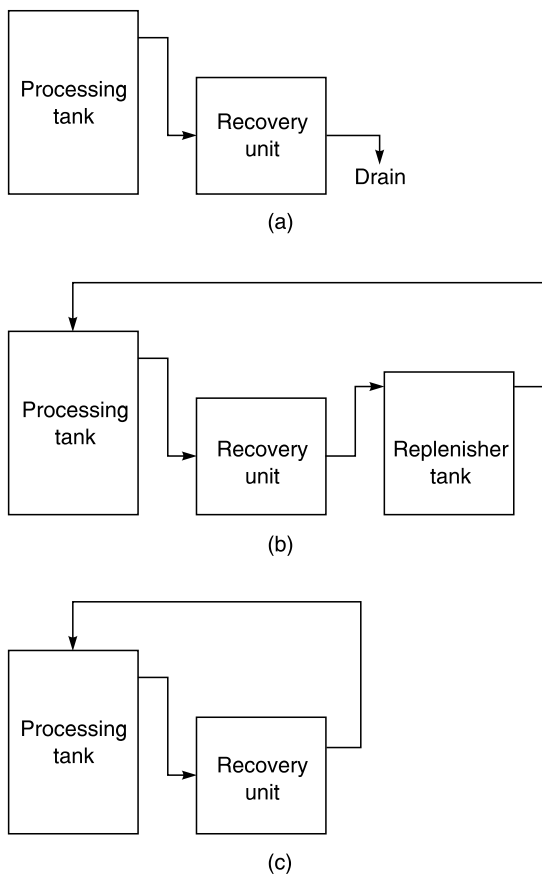 Processing
tank
Recovery
unit
Drain
(a)
Processing
tank
Recovery
unit
Replenisher
tank
(b)
Processing
tank
Recovery
unit
(c)